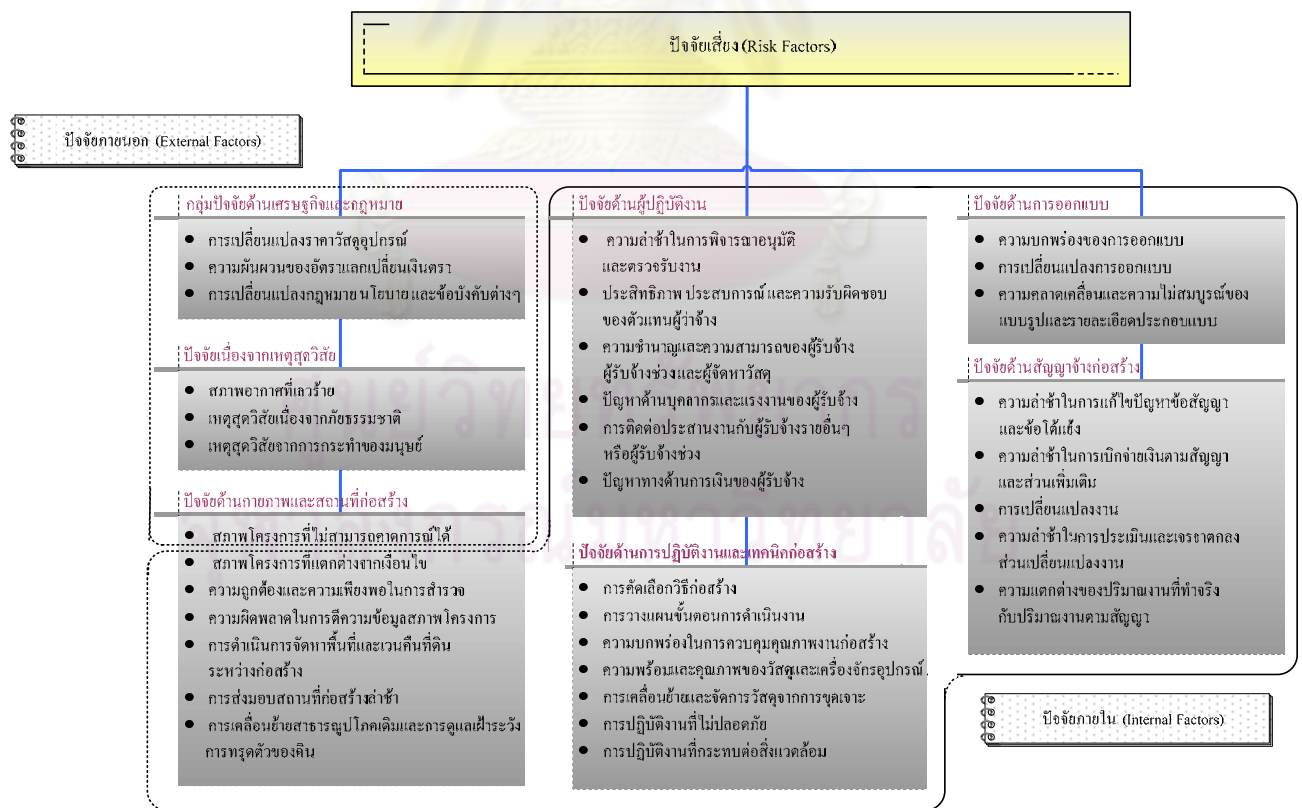 ปัจจัยเสี่ยง (Risk Factors)
ปัจจัยภายนอก (External Factors)
กลุ่มปัจจัยด้านเศรษฐกิจและกฎหมาย
การเปลี่ยนแปลงราคาวัสดุอุปกรณ์
ความผันผวนของอัตราแลกเปลี่ยนเงินตรา
การเปลี่ยนแปลงกฎหมาย นโยบาย และข้อบังคับต่างๆ
ปัจจัยเนื่องจากเหตุสุดวิสัย
สภาพอากาศที่เลวร้าย
เหตุสุดวิสัยเนื่องจากภัยธรรมชาติ
เหตุสุดวิสัยจากการกระทำของมนุษย์
ปัจจัยด้านกายภาพและสถานที่ก่อสร้าง
สภาพโครงการที่ไม่สามารถคาดการณ์ได้
สภาพโครงการที่แตกต่างจากเงื่อนไข
ความถูกต้องและความเพียงพอในการสำรวจ
ความผิดพลาดในการตีความข้อมูลสภาพโครงการ
การดำเนินการจัดหาพื้นที่และเวนคืนที่ดิน
ระหว่างก่อสร้าง
การส่งมอบสถานที่ก่อสร้างล่าช้า
การเคลื่อนย้ายสาธารณูปโภคเดิมและการดูแลเฝ้าระวัง
การทรุดตัวของดิน
ปัจจัยด้านผู้ปฏิบัติงาน
ความล่าช้าในการพิจารณาอนุมัติ
และตรวจรับงาน
ประสิทธิภาพ ประสบการณ์ และความรับผิดชอบ
ของตัวแทนผู้ว่าจ้าง
ความชำนาญและความสามารถของผู้รับจ้าง
ผู้รับจ้างช่วงและผู้จัดหาวัสดุ
ปัญหาด้านบุคลากรและแรงงานของผู้รับจ้าง
การติดต่อประสานงานกับผู้รับจ้างรายอื่นๆ
หรือผู้รับจ้างช่วง
ปัญหาทางด้านการเงินของผู้รับจ้าง
ปัจจัยด้านการปฏิบัติงานและเทคนิคก่อสร้าง
การคัดเลือกวิธีก่อสร้าง
การวางแผนขั้นตอนการดำเนินงาน
ความบกพร่องในการควบคุมคุณภาพงานก่อสร้าง
ความพร้อมและคุณภาพของวัสดุและเครื่องจักรอุปกรณ์
การเคลื่อนย้ายและจัดการวัสดุจากการขุดเจาะ
การปฏิบัติงานที่ไม่ปลอดภัย
การปฏิบัติงานที่กระทบต่อสิ่งแวดล้อม
ปัจจัยด้านการออกแบบ
ความบกพร่องของการออกแบบ
การเปลี่ยนแปลงการออกแบบ
ความคลาดเคลื่อนและความไม่สมบูรณ์ของ
แบบรูปและรายละเอียดประกอบแบบ
ปัจจัยด้านสัญญาจ้างก่อสร้าง
ความล่าช้าในการแก้ไขปัญหาข้อสัญญา
และข้อโต้แย้ง
ความล่าช้าในการเบิกจ่ายเงินตามสัญญา
และส่วนเพิ่มเติม
การเปลี่ยนแปลงงาน
ความล่าช้าในการประเมินและเจรจาตกลง
ส่วนเปลี่ยนแปลงงาน
ความแตกต่างของปริมาณงานที่ทำจริง
กับปริมาณงานตามสัญญา
ปัจจัยภายใน (Internal Factors)
ศูนย์วิทยทรัพยากร
จุฬาลงกรณ์มหาวิทยาลัย